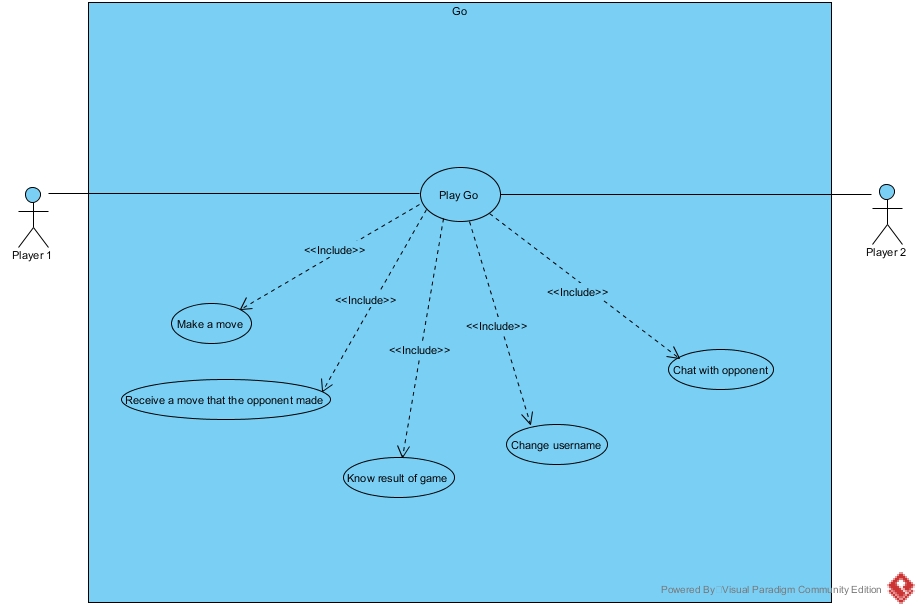 Go
Play Go
Player 1
Player 2
<<Include>>
<<Include>>
<<Include>>
<<Include>>
<<Include>>
Make a move
Chat with opponent
Receive a move that the opponent made
Change username
Know result of game
Powered By Visual Paradigm Community Edition